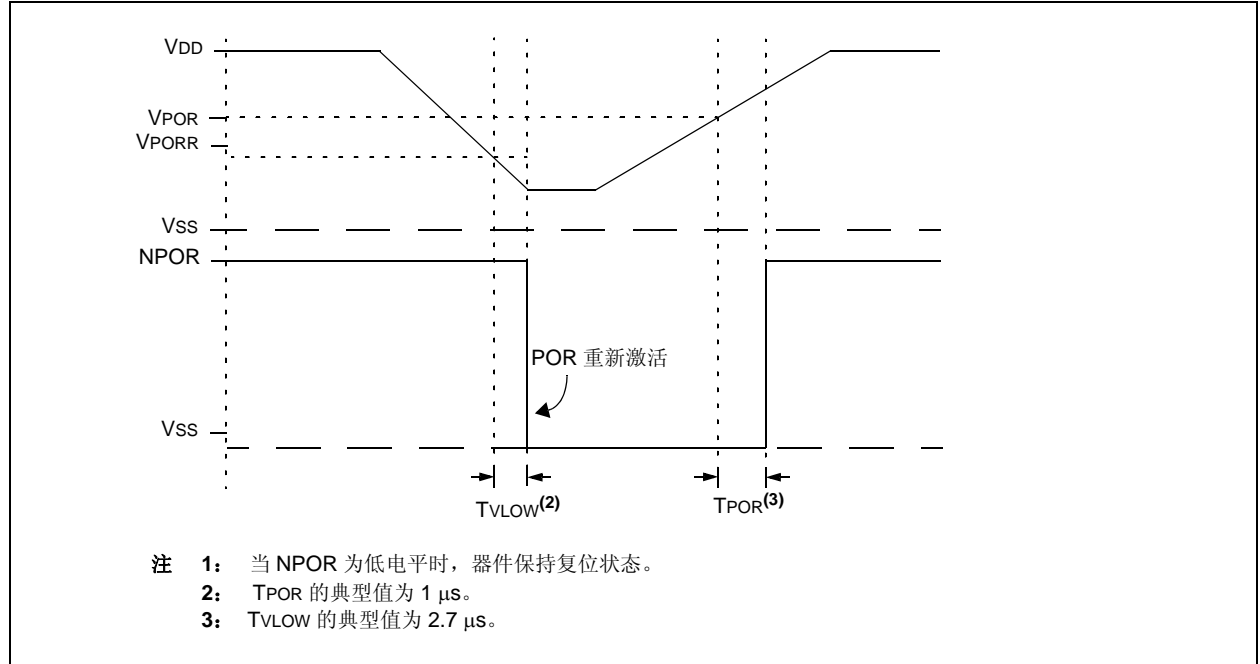 VDD
VPOR
VPORR
VSS
NPOR
POR 重新激活
VSS
TVLOW(2)
TPOR(3)
注 1： 当 NPOR 为低电平时，器件保持复位状态。
2： TPOR 的典型值为 1 μs。
3： TVLOW 的典型值为 2.7 μs。